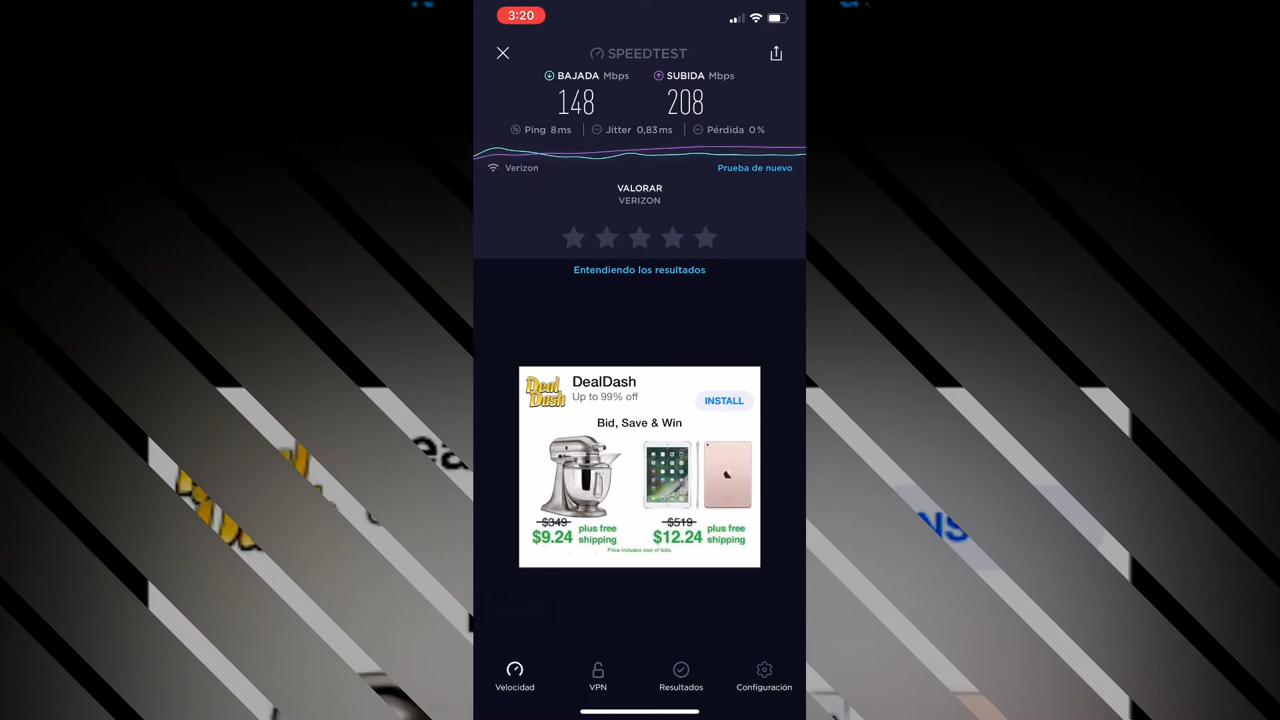 3:20
SPEEDTEST
BAJADA Mbps
SUBIDA Mbps
148
208
Ping 8ms
Jitter 0,83ms
Pérdida 0%
Verizon
Prueba de nuevo
VALORAR
VERIZON
Entendiendo los resultados
Deal Dash
DealDash
Up to 99% off
INSTALL
Bid, Save & Win
$349
$9.24 plus free shipping
$519
$12.24 plus free shipping
Price includes cost of bids.
Velocidad
VPN
Resultados
Configuración